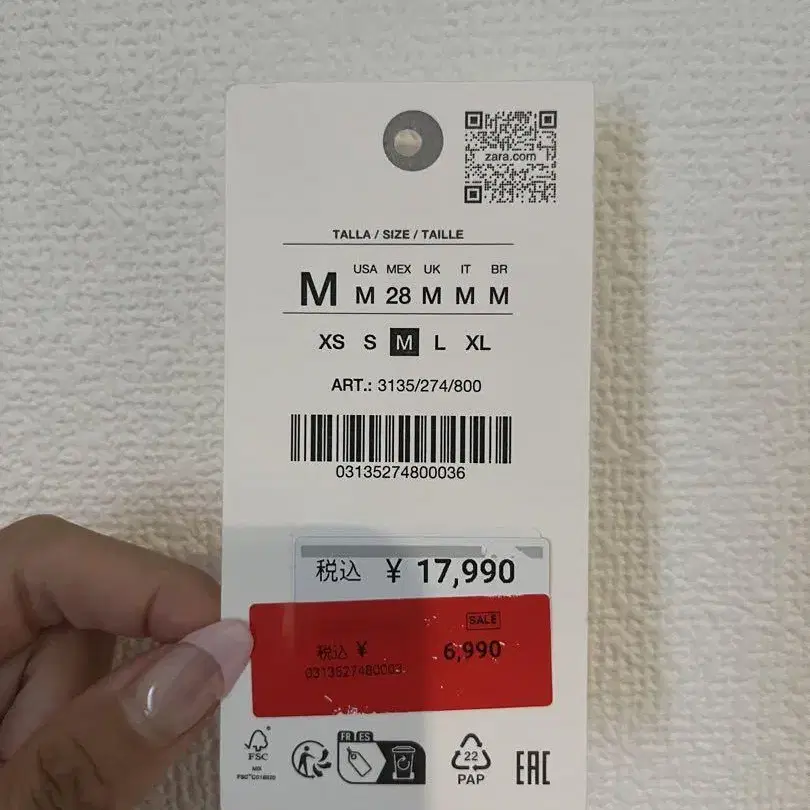 zara.com
TALLA / SIZE / TAILLE
USA MEX UK IT BR
M M 28 M M M
XS S M L XL
ART.: 3135/274/800
03135274800036
税込 ¥ 17,990
SALE
税込 ¥ 6,990
FSC
MIX
FR ES
22
PAP
EAC